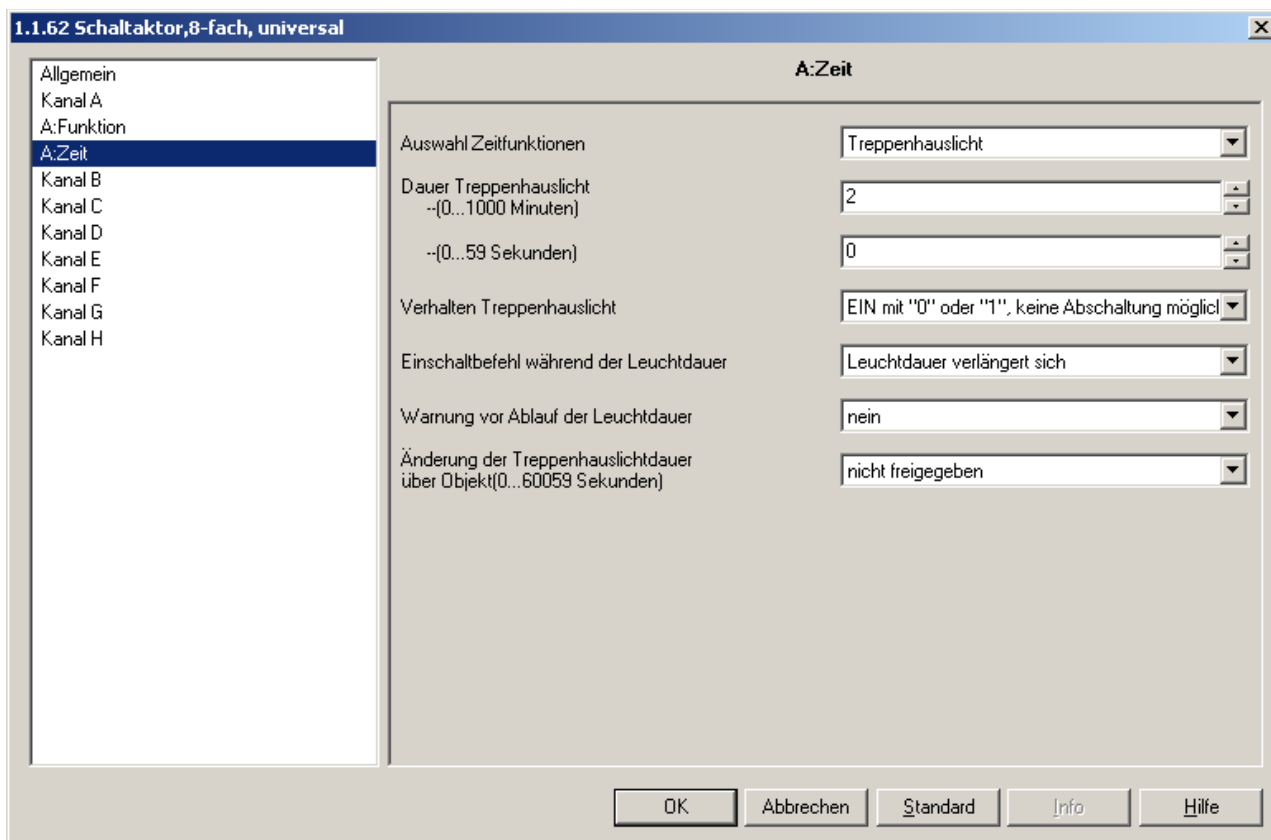 1.1.62 Schaltaktor,8-fach, universal
Allgemein
Kanal A
A:Funktion
A:Zeit
Kanal B
Kanal C
Kanal D
Kanal E
Kanal F
Kanal G
Kanal H
A:Zeit
Auswahl Zeitfunktionen
Treppenhauslicht
Dauer Treppenhauslicht
--(0...1000 Minuten)
2
--(0...59 Sekunden)
0
Verhalten Treppenhauslicht
EIN mit "0" oder "1", keine Abschaltung möglicl
Einschaltbefehl während der Leuchtdauer
Leuchtdauer verlängert sich
Warnung vor Ablauf der Leuchtdauer
nein
Änderung der Treppenhauslichtdauer
über Objekt(0...60059 Sekunden)
nicht freigegeben
OK
Abbrechen
Standard
Info
Hilfe